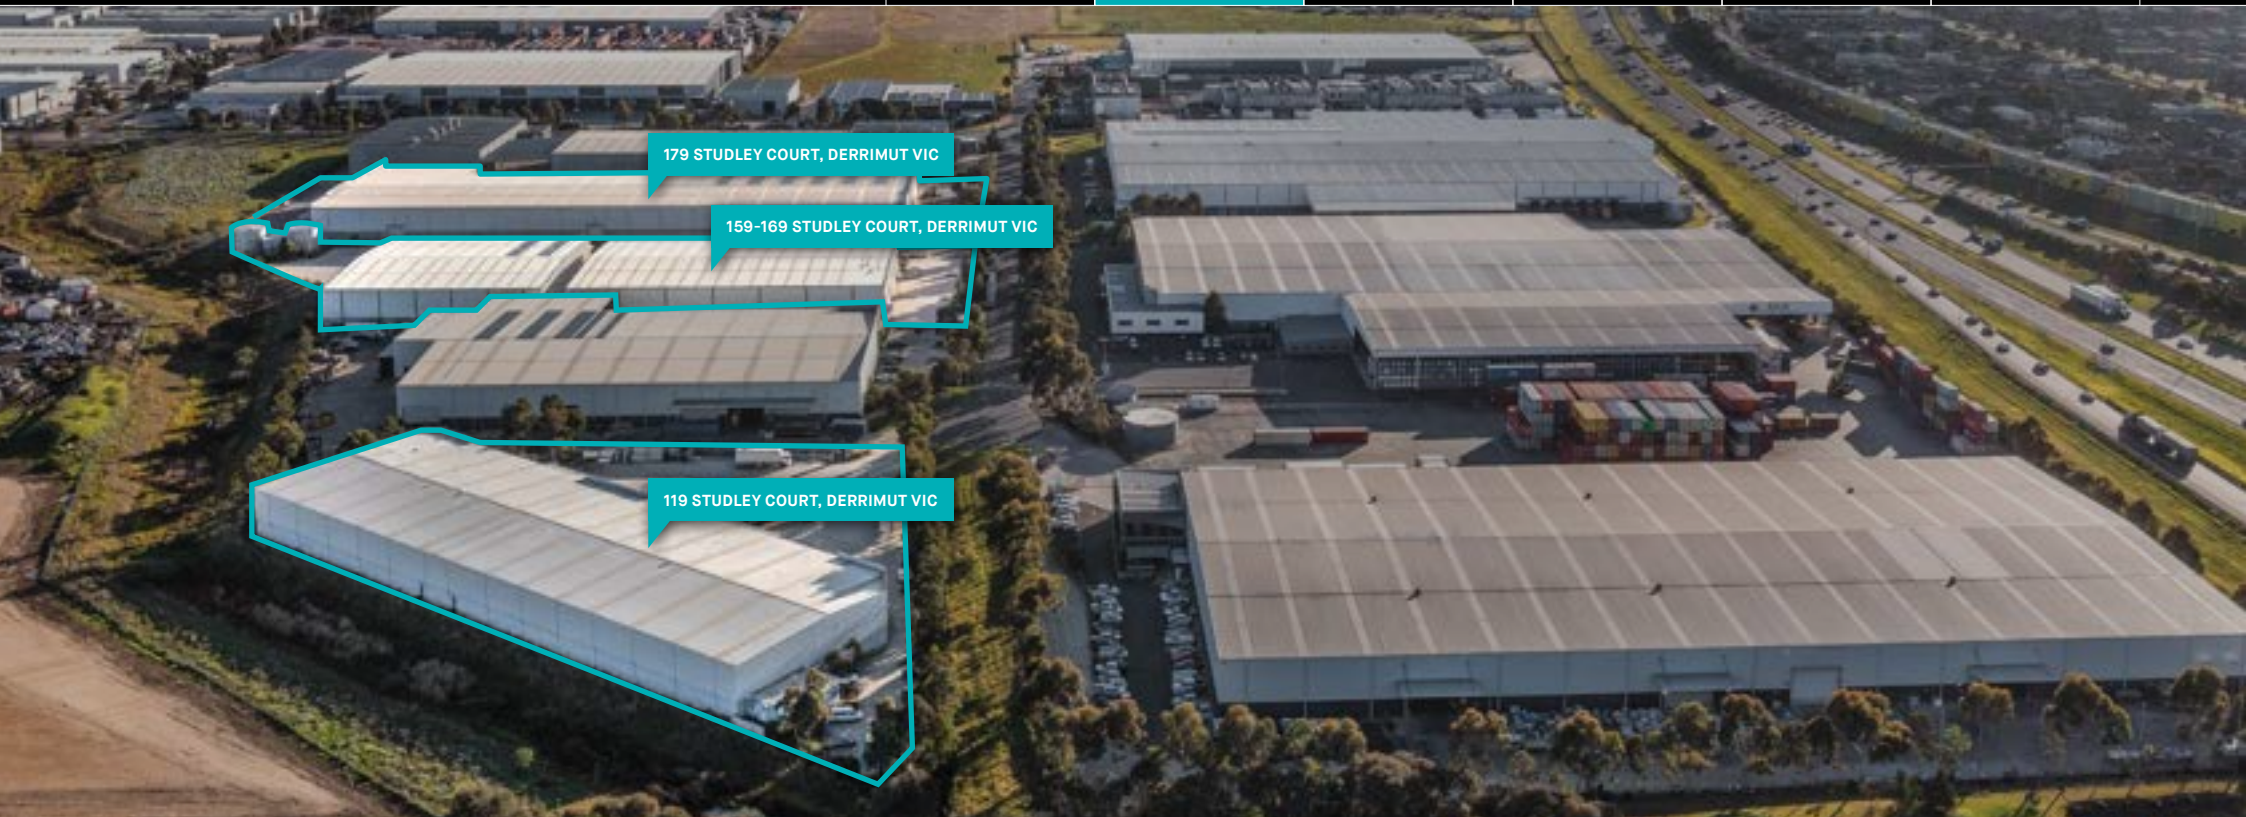 179 STUDLEY COURT, DERRIMUT VIC
159-169 STUDLEY COURT, DERRIMUT VIC
119 STUDLEY COURT, DERRIMUT VIC